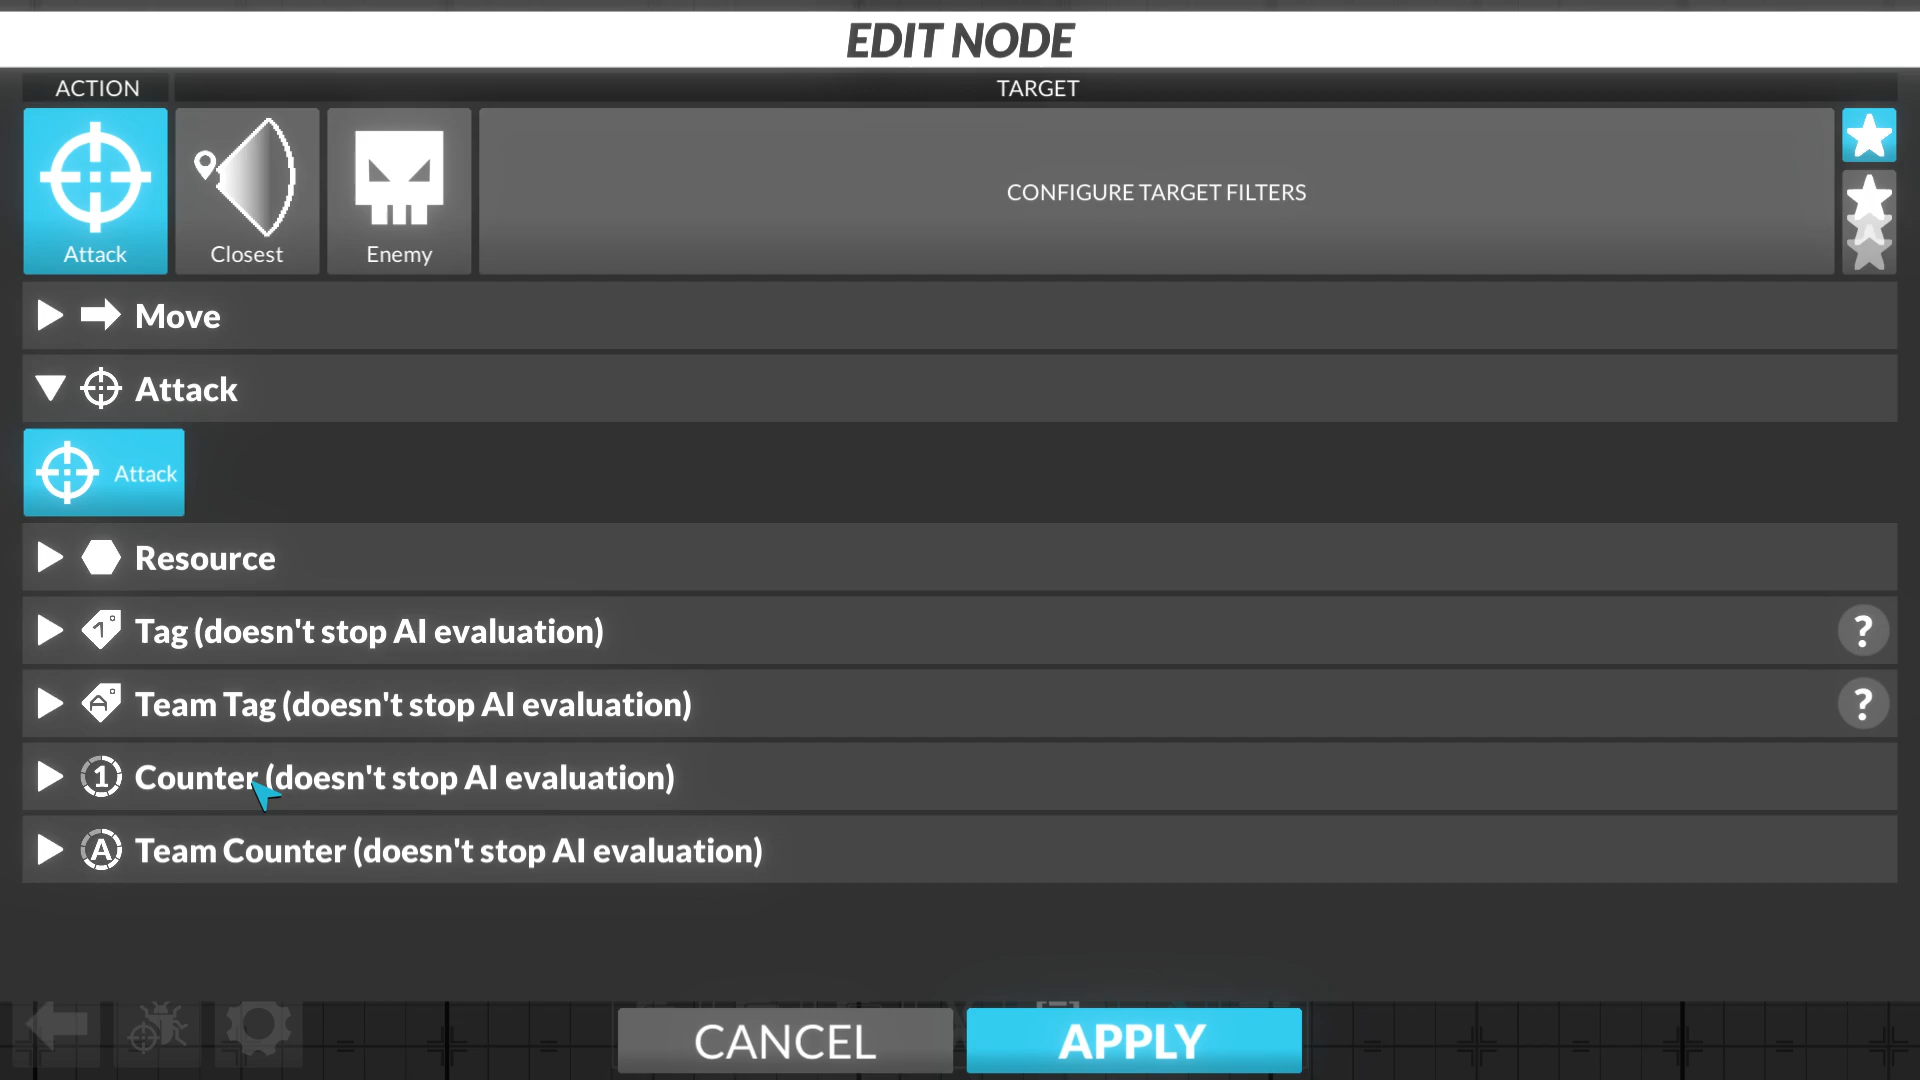 EDIT NODE
ACTION
TARGET
Attack
Closest
Enemy
CONFIGURE TARGET FILTERS
Move
Attack
Attack
Resource
1 Tag (doesn't stop AI evaluation) ?
A Team Tag (doesn't stop AI evaluation) ?
1 Counter (doesn't stop AI evaluation)
A Team Counter (doesn't stop AI evaluation)
CANCEL
APPLY